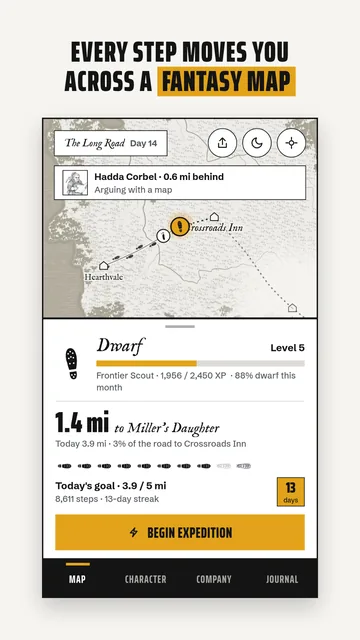 EVERY STEP MOVES YOU
ACROSS A FANTASY MAP
The Long Road Day 14
Hadda Corbel · 0.6 mi behind
Arguing with a map
Crossroads Inn
Hearthvale
Dwarf
Level 5
Frontier Scout · 1,956 / 2,450 XP · 88% dwarf this
month
1.4 mi to Miller's Daughter
Today 3.9 mi · 3% of the road to Crossroads Inn
Today's goal · 3.9 / 5 mi
8,611 steps · 13-day streak
13
days
BEGIN EXPEDITION
MAP CHARACTER COMPANY JOURNAL